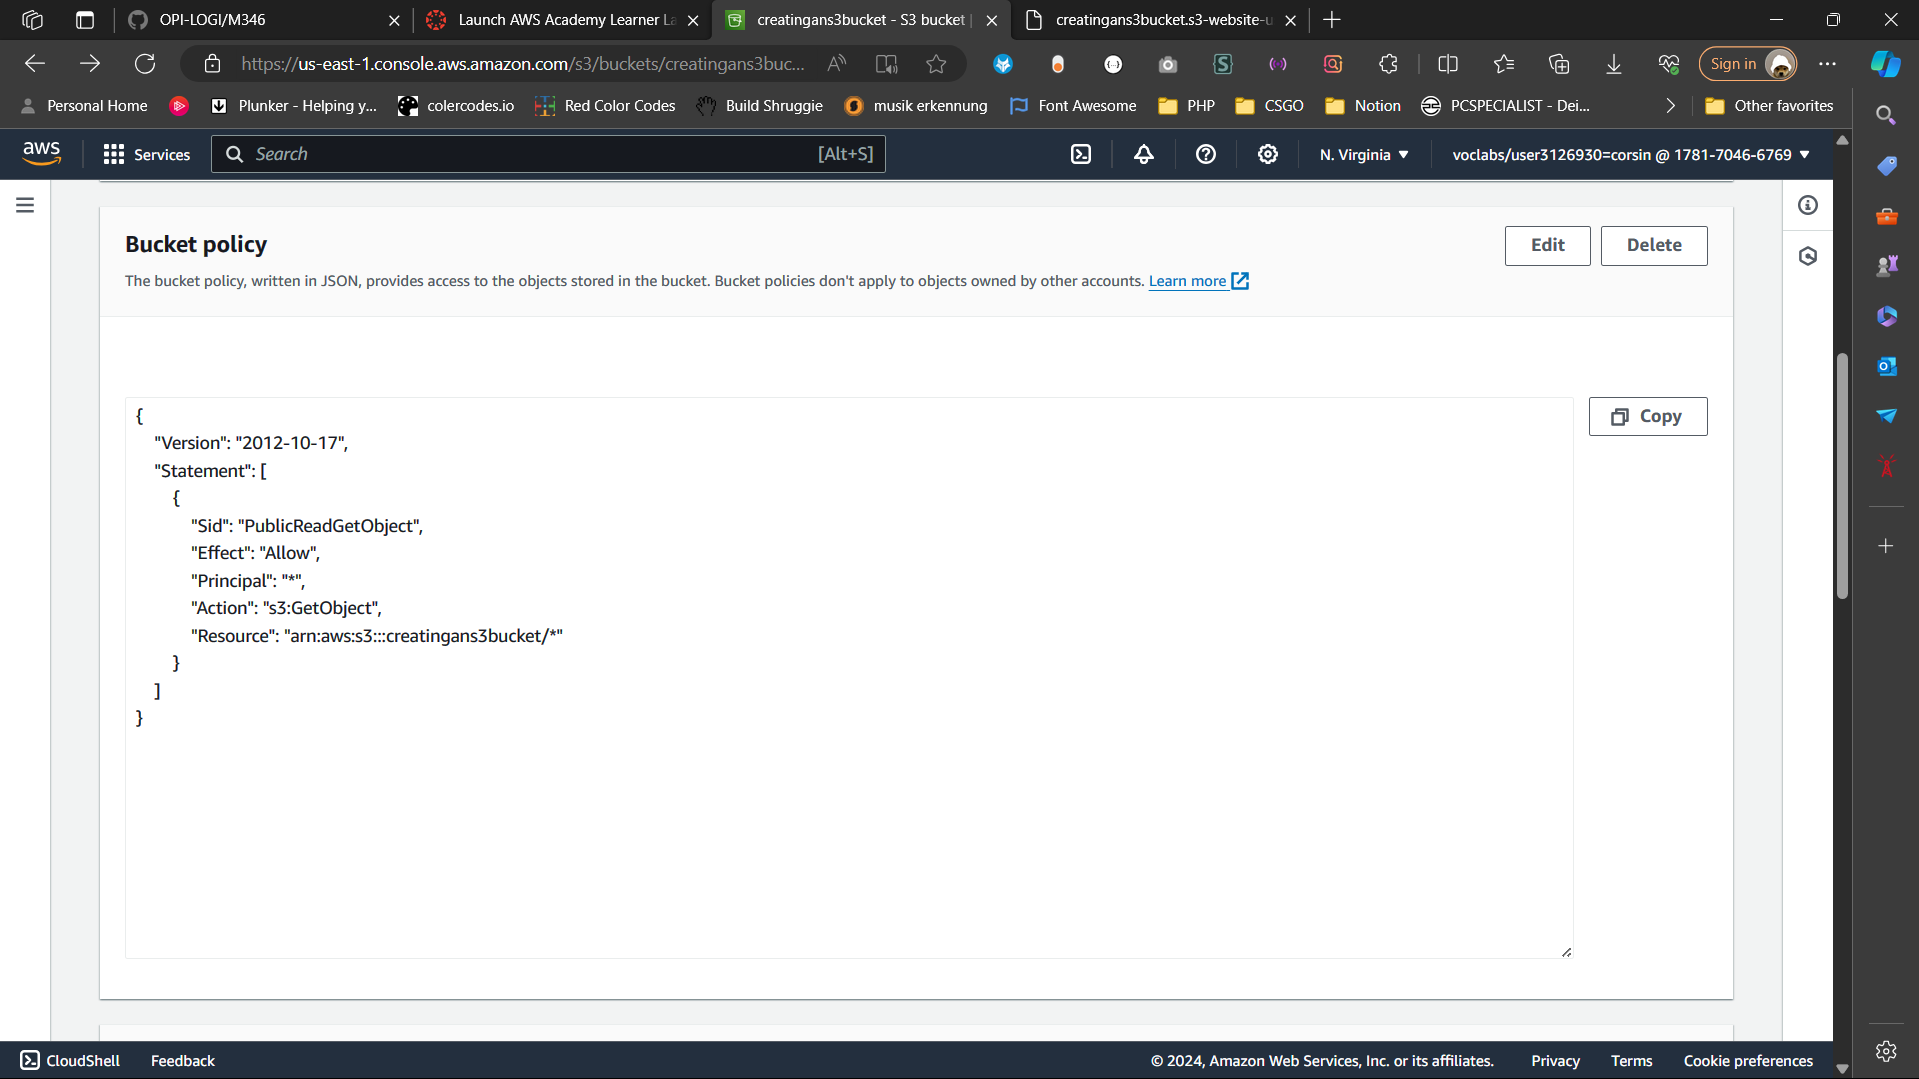 OPI-LOGI/M346
Launch AWS Academy Learner La
creatingans3bucket - S3 bucket |
creatingans3bucket.s3-website-u
https://us-east-1.console.aws.amazon.com/s3/buckets/creatingans3buc...
Sign in
Personal Home
Plunker - Helping y...
colercodes.io
Red Color Codes
Build Shruggie
musik erkennung
Font Awesome
PHP
CSGO
Notion
PCSPECIALIST - Dei...
Other favorites
aws
Services
Search
[Alt+S]
N. Virginia
voclabs/user3126930=corsin @ 1781-7046-6769
Bucket policy
Edit
Delete
The bucket policy, written in JSON, provides access to the objects stored in the bucket. Bucket policies don't apply to objects owned by other accounts. Learn more
Copy
{
"Version": "2012-10-17",
"Statement": [
{
"Sid": "PublicReadGetObject",
"Effect": "Allow",
"Principal": "*",
"Action": "s3:GetObject",
"Resource": "arn:aws:s3:::creatingans3bucket/*"
}
]
}
CloudShell
Feedback
© 2024, Amazon Web Services, Inc. or its affiliates.
Privacy
Terms
Cookie preferences